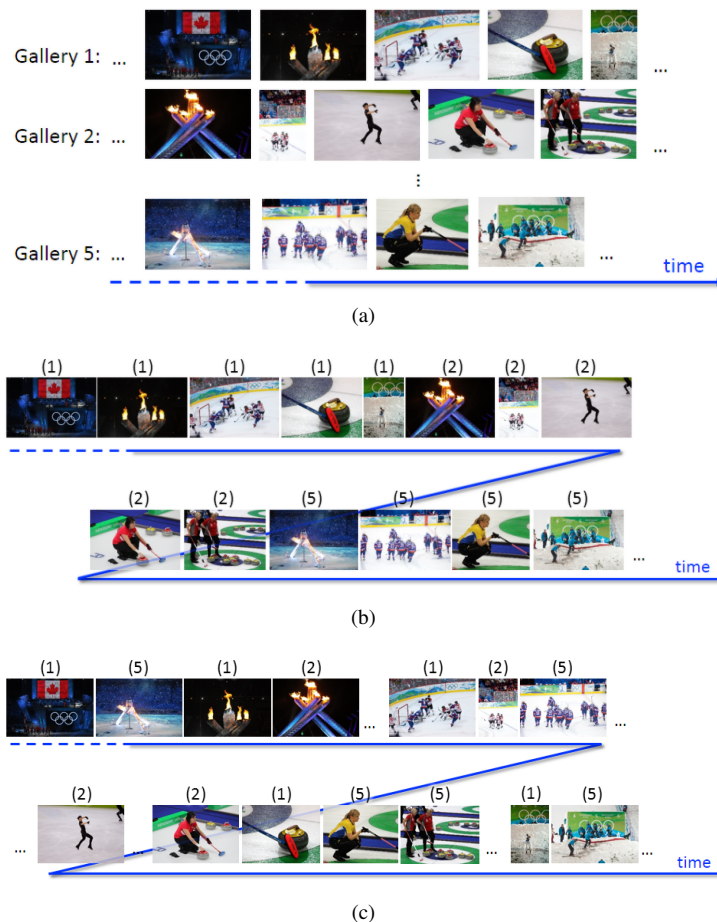 Gallery 1: ... ...
Gallery 2: ... ...
⋮
Gallery 5: ... ...
time
(a)
(1) (1) (1) (1) (1) (2) (2) (2)
(2) (2) (5) (5) (5) (5)
...
time
(b)
(1) (5) (1) (2) (1) (2) (5)
... ...
(2) (2) (1) (5) (5) (1) (5)
... ... ... ...
time
(c)